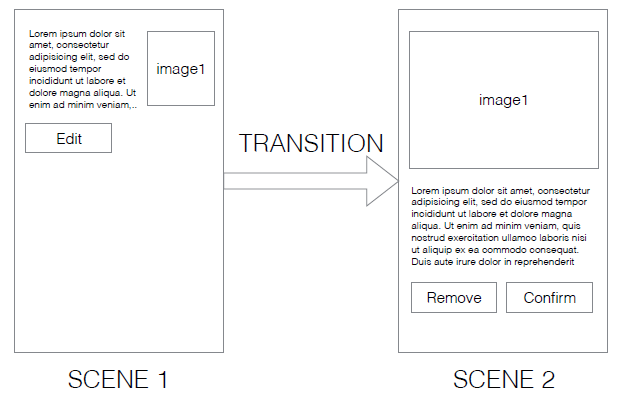 Lorem ipsum dolor sit
amet, consectetur
adipisicing elit, sed do
eiusmod tempor
incididunt ut labore et
dolore magna aliqua. Ut
enim ad minim veniam,..
image1
Edit
TRANSITION
image1
Lorem ipsum dolor sit amet, consectetur
adipisicing elit, sed do eiusmod tempor
incididunt ut labore et dolore magna
aliqua. Ut enim ad minim veniam, quis
nostrud exercitation ullamco laboris nisi
ut aliquip ex ea commodo consequat.
Duis aute irure dolor in reprehenderit
Remove
Confirm
SCENE 1
SCENE 2